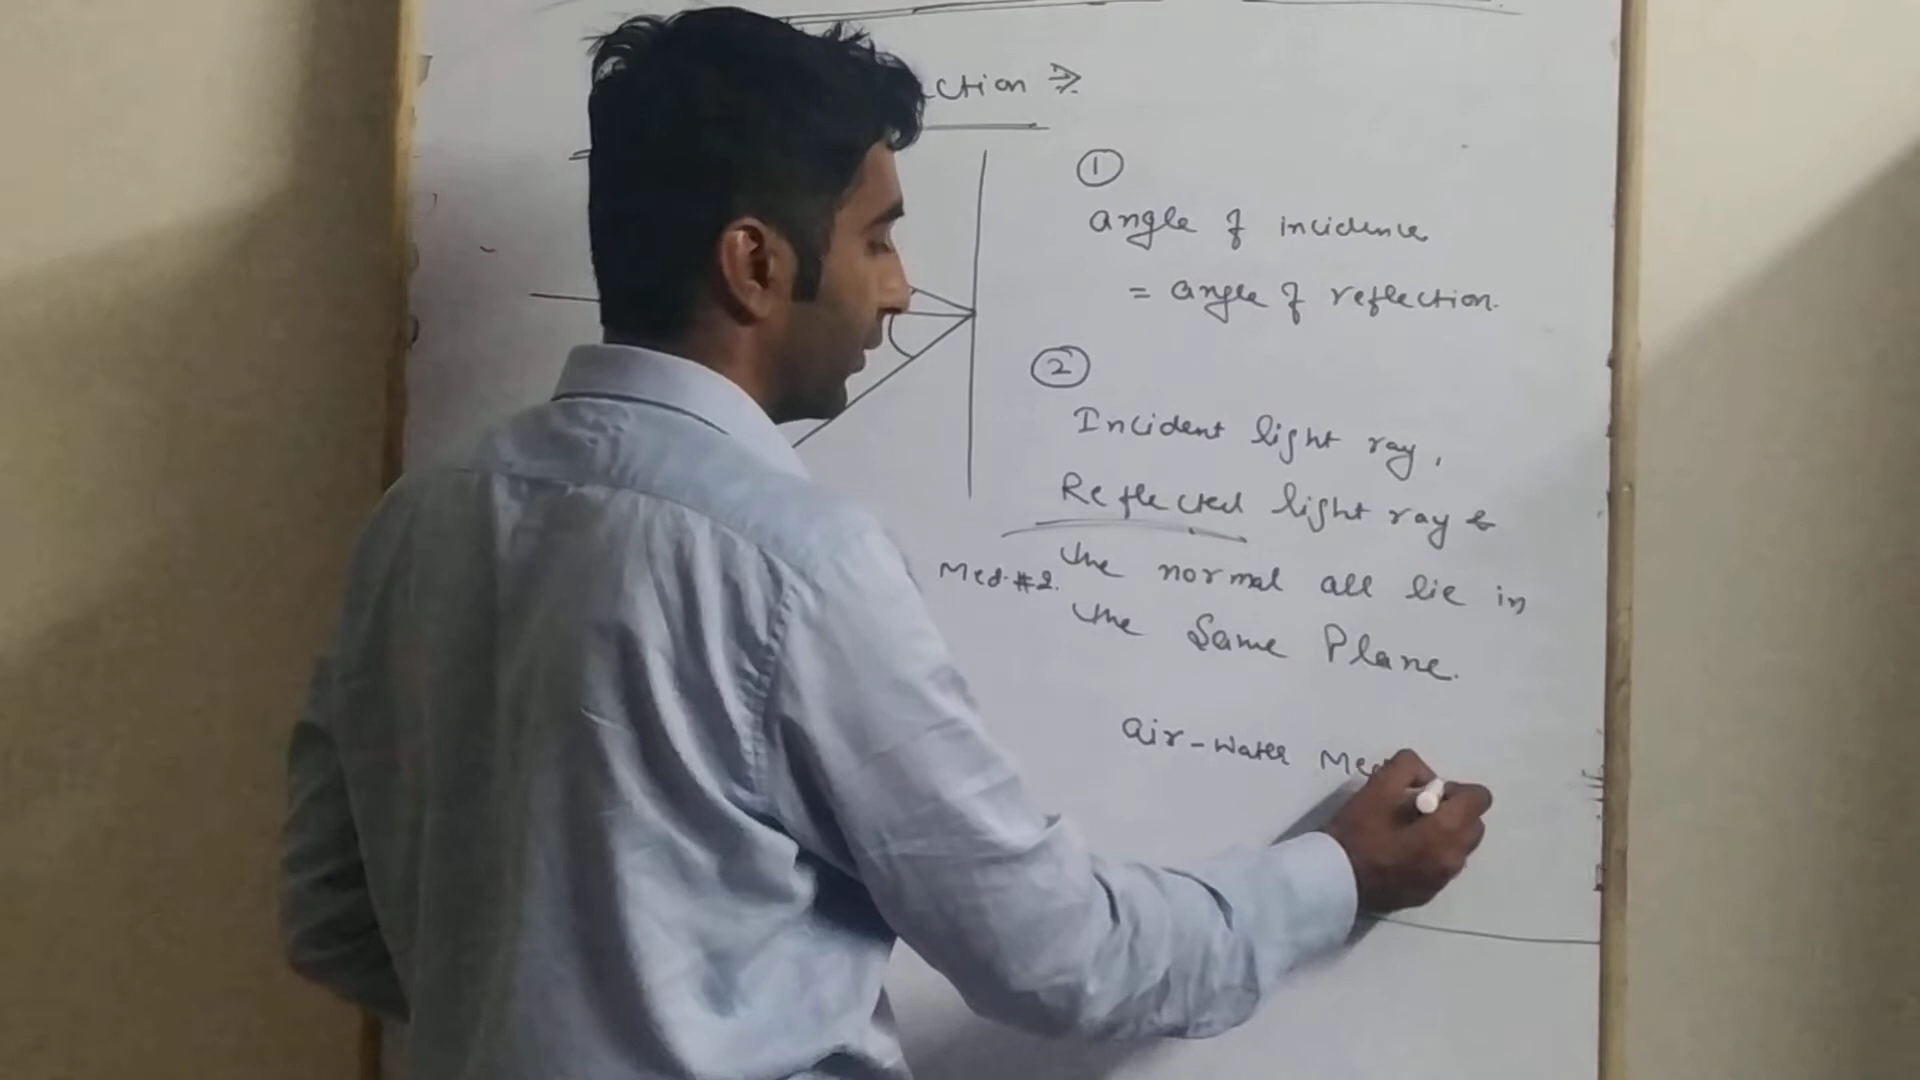 ction
①
angle of incidence
= angle of reflection.
②
Incident light ray,
Reflected light ray &
the normal all lie in
Med. #2.
the Same Plane.
air-water